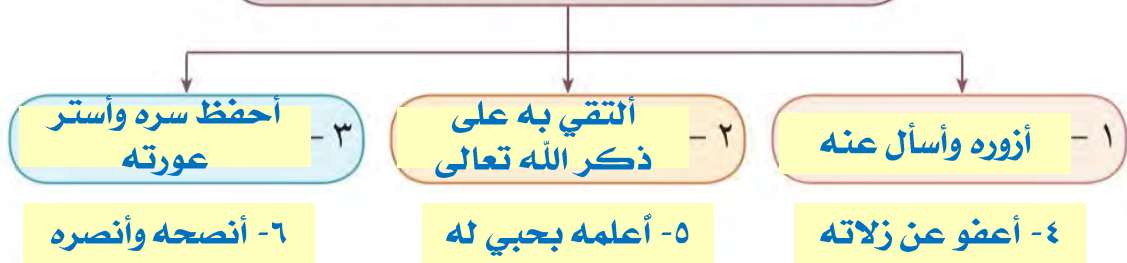 ١ - أزوره وأسأل عنه
٢ - ألتقي به على
ذكر الله تعالى
٣ - أحفظ سره وأستر
عورته
٤- أعفو عن زلاته
٥- أعلمه بحبي له
٦- أنصحه وأنصره